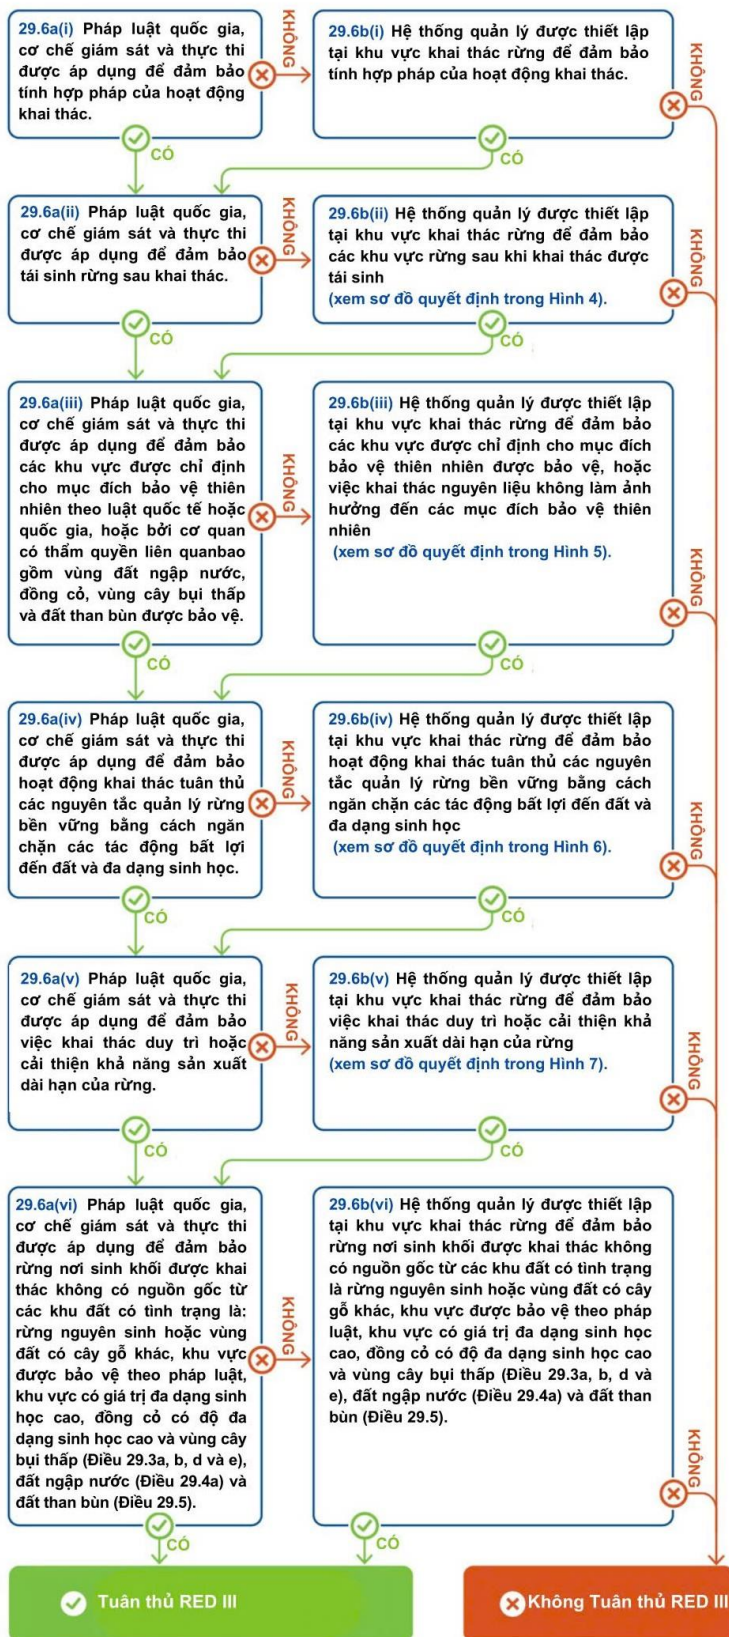 29.6a(i) Pháp luật quốc gia,
cơ chế giám sát và thực thi
được áp dụng để đảm bảo
tính hợp pháp của hoạt động
khai thác.
KHÔNG
29.6b(i) Hệ thống quản lý được thiết lập
tại khu vực khai thác rừng để đảm bảo
tính hợp pháp của hoạt động khai thác.
KHÔNG
CÓ
CÓ
29.6a(ii) Pháp luật quốc gia,
cơ chế giám sát và thực thi
được áp dụng để đảm bảo
tái sinh rừng sau khai thác.
KHÔNG
29.6b(ii) Hệ thống quản lý được thiết lập
tại khu vực khai thác rừng để đảm bảo
các khu vực rừng sau khi khai thác được
tái sinh
(xem sơ đồ quyết định trong Hình 4).
KHÔNG
CÓ
CÓ
29.6a(iii) Pháp luật quốc gia,
cơ chế giám sát và thực thi
được áp dụng để đảm bảo
các khu vực được chỉ định
cho mục đích bảo vệ thiên
nhiên theo luật quốc tế hoặc
quốc gia, hoặc bởi cơ quan
có thẩm quyền liên quanbao
gồm vùng đất ngập nước,
đồng cỏ, vùng cây bụi thấp
và đất than bùn được bảo vệ.
KHÔNG
29.6b(iii) Hệ thống quản lý được thiết lập
tại khu vực khai thác rừng để đảm bảo
các khu vực được chỉ định cho mục đích
bảo vệ thiên nhiên được bảo vệ, hoặc
việc khai thác nguyên liệu không làm ảnh
hưởng đến các mục đích bảo vệ thiên
nhiên
(xem sơ đồ quyết định trong Hình 5).
KHÔNG
CÓ
CÓ
29.6a(iv) Pháp luật quốc gia,
cơ chế giám sát và thực thi
được áp dụng để đảm bảo
hoạt động khai thác tuân thủ
các nguyên tắc quản lý rừng
bền vững bằng cách ngăn
chặn các tác động bất lợi
đến đất và đa dạng sinh học.
KHÔNG
29.6b(iv) Hệ thống quản lý được thiết lập
tại khu vực khai thác rừng để đảm bảo
hoạt động khai thác tuân thủ các nguyên
tắc quản lý rừng bền vững bằng cách
ngăn chặn các tác động bất lợi đến đất và
đa dạng sinh học
(xem sơ đồ quyết định trong Hình 6).
KHÔNG
CÓ
CÓ
29.6a(v) Pháp luật quốc gia,
cơ chế giám sát và thực thi
được áp dụng để đảm bảo
việc khai thác duy trì hoặc
cải thiện khả năng sản xuất
dài hạn của rừng.
KHÔNG
29.6b(v) Hệ thống quản lý được thiết lập
tại khu vực khai thác rừng để đảm bảo
việc khai thác duy trì hoặc cải thiện khả
năng sản xuất dài hạn của rừng
(xem sơ đồ quyết định trong Hình 7).
KHÔNG
CÓ
CÓ
29.6a(vi) Pháp luật quốc gia,
cơ chế giám sát và thực thi
được áp dụng để đảm bảo
rừng nơi sinh khối được khai
thác không có nguồn gốc từ
các khu đất có tình trạng là:
rừng nguyên sinh hoặc vùng
đất có cây gỗ khác, khu vực
được bảo vệ theo pháp luật,
khu vực có giá trị đa dạng sinh
học cao, đồng cỏ có độ đa
dạng sinh học cao và vùng cây
bụi thấp (Điều 29.3a, b, d và e),
đất ngập nước (Điều 29.4a) và
đất than bùn (Điều 29.5).
KHÔNG
29.6b(vi) Hệ thống quản lý được thiết lập
tại khu vực khai thác rừng để đảm bảo
rừng nơi sinh khối được khai thác không
có nguồn gốc từ các khu đất có tình trạng
là rừng nguyên sinh hoặc vùng đất có cây
gỗ khác, khu vực được bảo vệ theo pháp
luật, khu vực có giá trị đa dạng sinh học
cao, đồng cỏ có độ đa dạng sinh học cao
và vùng cây bụi thấp (Điều 29.3a, b, d và
e), đất ngập nước (Điều 29.4a) và đất than
bùn (Điều 29.5).
KHÔNG
CÓ
CÓ
Tuân thủ RED III
Không Tuân thủ RED III